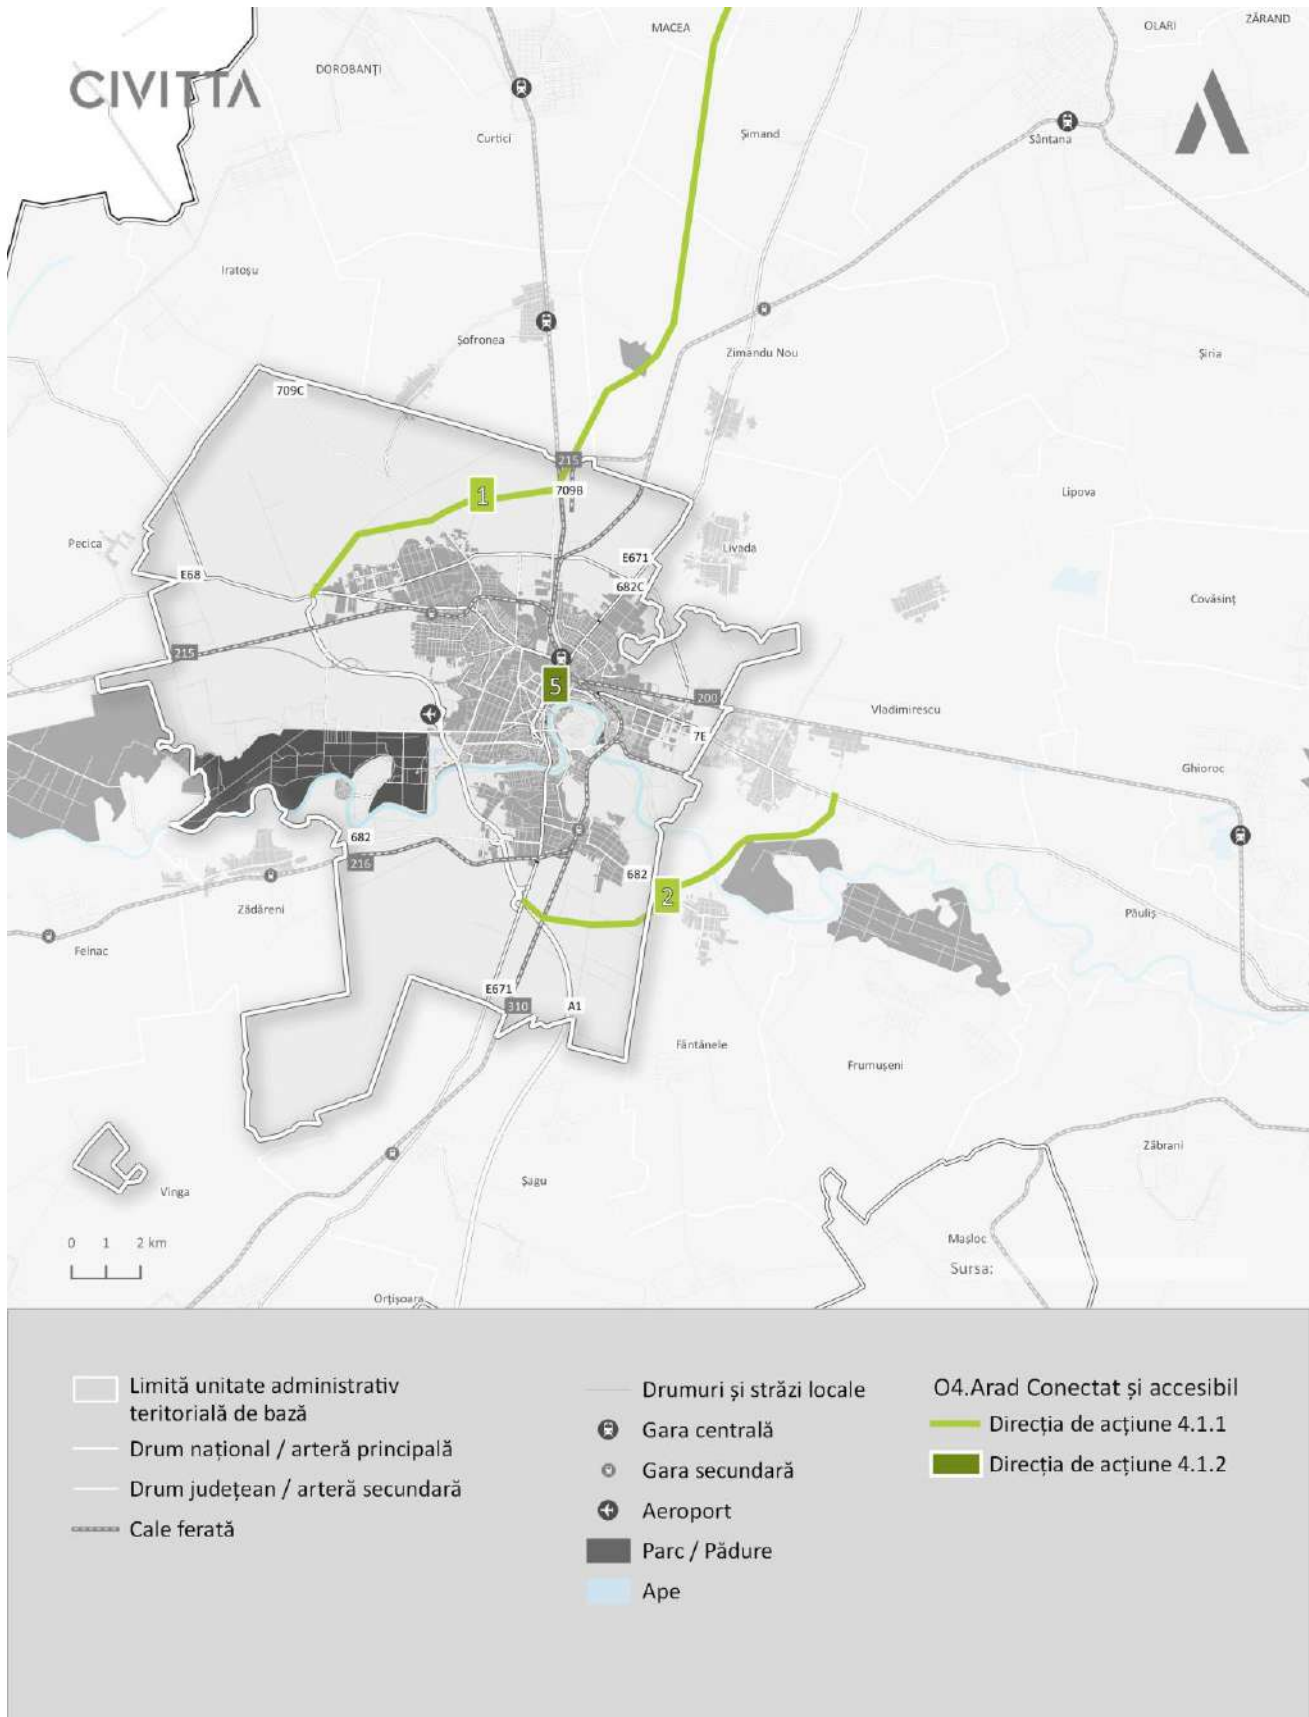 MACEA
OLARI
ZĂRAND
DOROBANȚI
CIVITTA
Curtici
Șimand
Sântana
Iratoșu
Șofronea
Zimandu Nou
Șiria
709C
215
1
709B
Lipova
Pecica
E68
E671
Livada
682C
Covăsinț
215
5
200
Vladimirescu
7E
Ghioroc
682
216
682
2
Zădăreni
Păuliș
Felnac
E671
310
A1
Fântânele
Frumușeni
Zăbrani
Vinga
Șagu
0 1 2 km
Mașloc
Sursa:
Orțișoara
Limită unitate administrativ
teritorială de bază
Drum național / arteră principală
Drum județean / arteră secundară
Cale ferată
Drumuri și străzi locale
Gara centrală
Gara secundară
Aeroport
Parc / Pădure
Ape
O4.Arad Conectat și accesibil
Direcția de acțiune 4.1.1
Direcția de acțiune 4.1.2